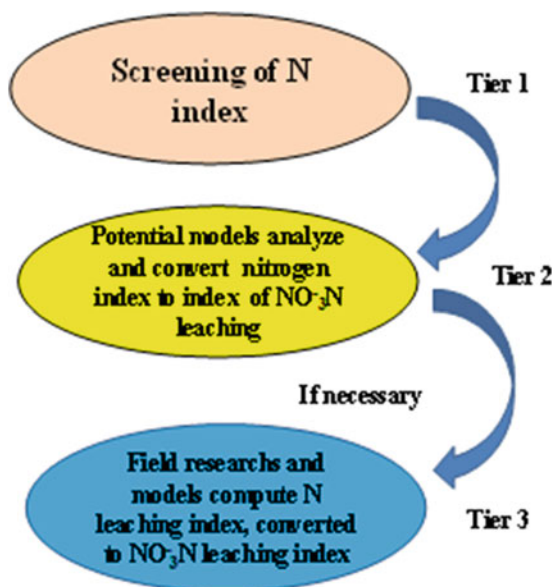 Screening of N
index
Tier 1
Potential models analyze
and convert nitrogen
index to index of NO⁻₃N
leaching
Tier 2
If necessary
Field researchs and
models compute N
leaching index, converted
to NO⁻₃N leaching index
Tier 3